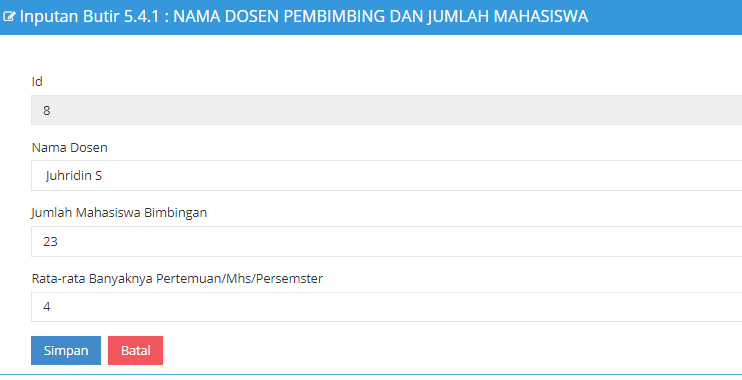 Inputan Butir 5.4.1 : NAMA DOSEN PEMBIMBING DAN JUMLAH MAHASISWA
Id
8
Nama Dosen
Juhridin S
Jumlah Mahasiswa Bimbingan
23
Rata-rata Banyaknya Pertemuan/Mhs/Persemster
4
Simpan Batal